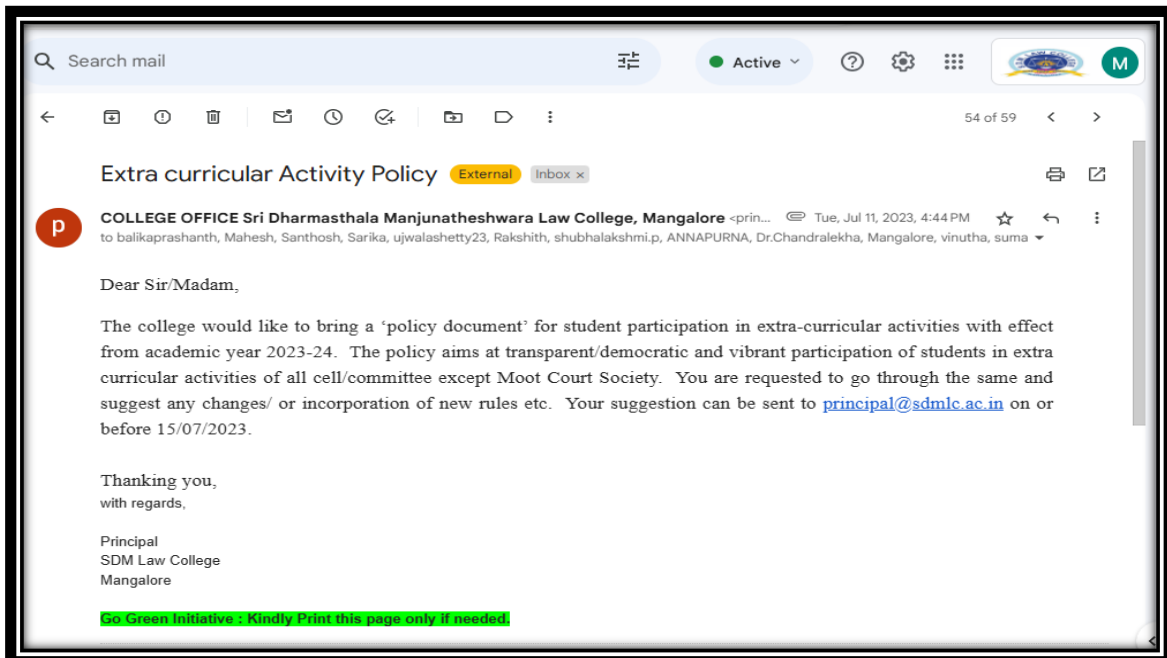 Search mail
Active
M
54 of 59
Extra curricular Activity Policy External Inbox ×
p
COLLEGE OFFICE Sri Dharmasthala Manjunatheshwara Law College, Mangalore <prin... Tue, Jul 11, 2023, 4:44 PM
to balikaprashanth, Mahesh, Santhosh, Sarika, ujwalashetty23, Rakshith, shubhalakshmi.p, ANNAPURNA, Dr.Chandralekha, Mangalore, vinutha, suma
Dear Sir/Madam,
The college would like to bring a ‘policy document’ for student participation in extra-curricular activities with effect
from academic year 2023-24. The policy aims at transparent/democratic and vibrant participation of students in extra
curricular activities of all cell/committee except Moot Court Society. You are requested to go through the same and
suggest any changes/ or incorporation of new rules etc. Your suggestion can be sent to principal@sdmlc.ac.in on or
before 15/07/2023.
Thanking you,
with regards,
Principal
SDM Law College
Mangalore
Go Green Initiative : Kindly Print this page only if needed.